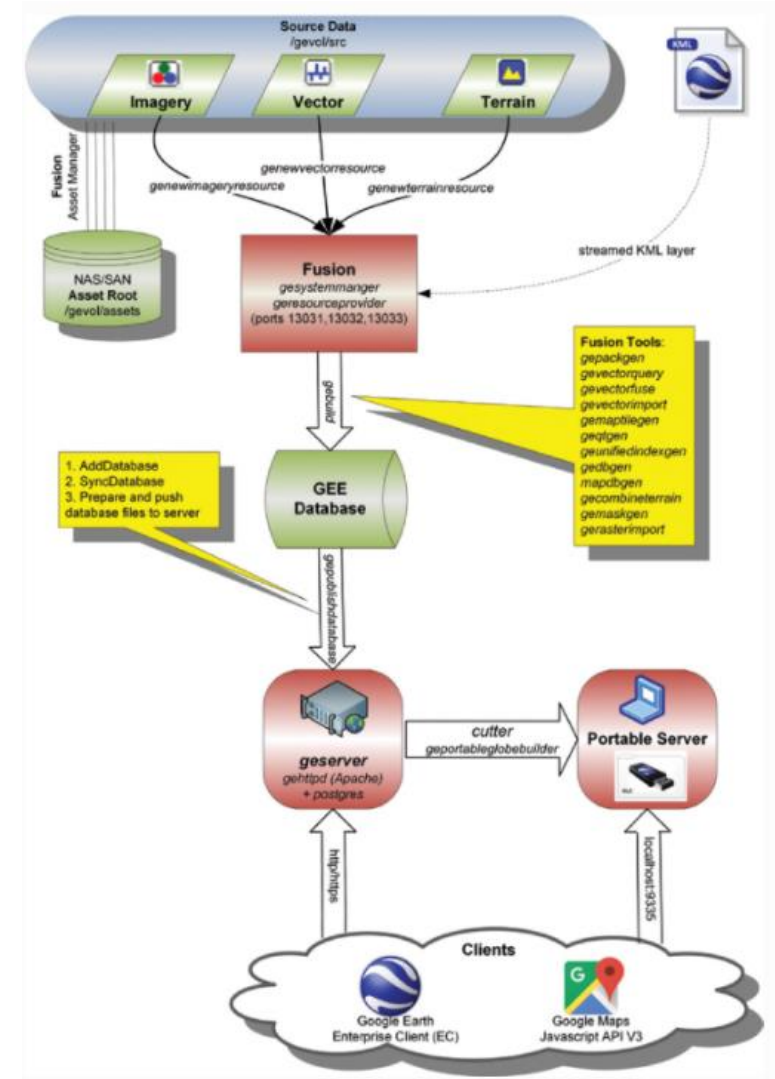 Source Data
/gevol/src
KML
Imagery
Vector
Terrain
Fusion
Asset Manager
genewimageryresource
genewvectorresource
genewterrainresource
streamed KML layer
NAS/SAN
Asset Root
/gevol/assets
Fusion
gesystemmanger
geresourceprovider
(ports 13031,13032,13033)
gebuild
Fusion Tools:
gepackgen
gevectorquery
gevectorfuse
gevectorimport
gemaptilegen
geqtgen
geunifiedindexgen
gedbgen
mapdbgen
gecombineterrain
gemaskgen
gerasterimport
1. AddDatabase
2. SyncDatabase
3. Prepare and push
database files to server
GEE
Database
gepublishdatabase
geserver
gehttpd (Apache)
+ postgres
cutter
geportableglobebuilder
Portable Server
http/https
localhost:9335
Clients
Google Earth
Enterprise Client (EC)
G
Google Maps
Javascript API V3